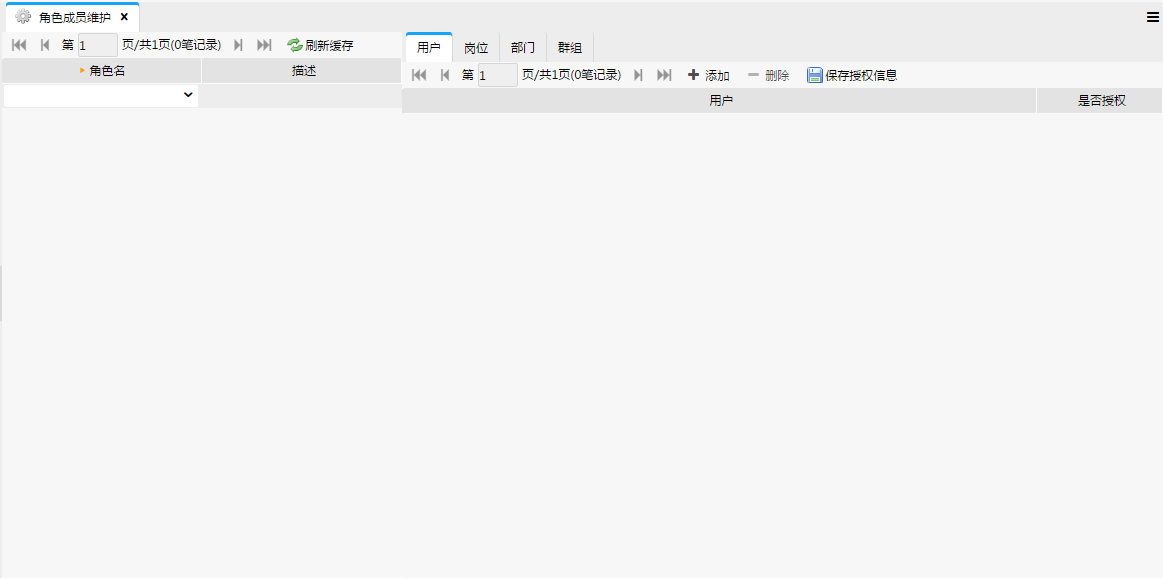 角色成员维护 ×
第 1 页/共1页(0笔记录) 刷新缓存
角色名 描述
用户 岗位 部门 群组
第 1 页/共1页(0笔记录) 添加 删除 保存授权信息
用户 是否授权